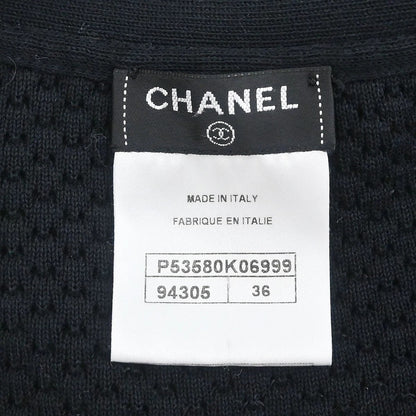 CHANEL
MADE IN ITALY
FABRIQUE EN ITALIE
P53580K06999
94305 36